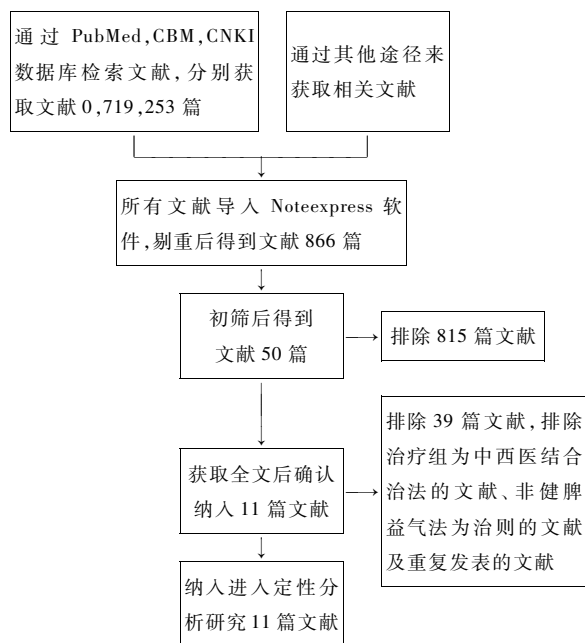 通过 PubMed,CBM,CNKI
数据库检索文献,分别获
取文献 0,719,253 篇
通过其他途径来
获取相关文献
所有文献导入 Noteexpress 软
件,剔重后得到文献 866 篇
初筛后得到
文献 50 篇
排除 815 篇文献
获取全文后确认
纳入 11 篇文献
排除 39 篇文献,排除
治疗组为中西医结合
治法的文献、非健脾
益气法为治则的文献
及重复发表的文献
纳入进入定性分
析研究 11 篇文献